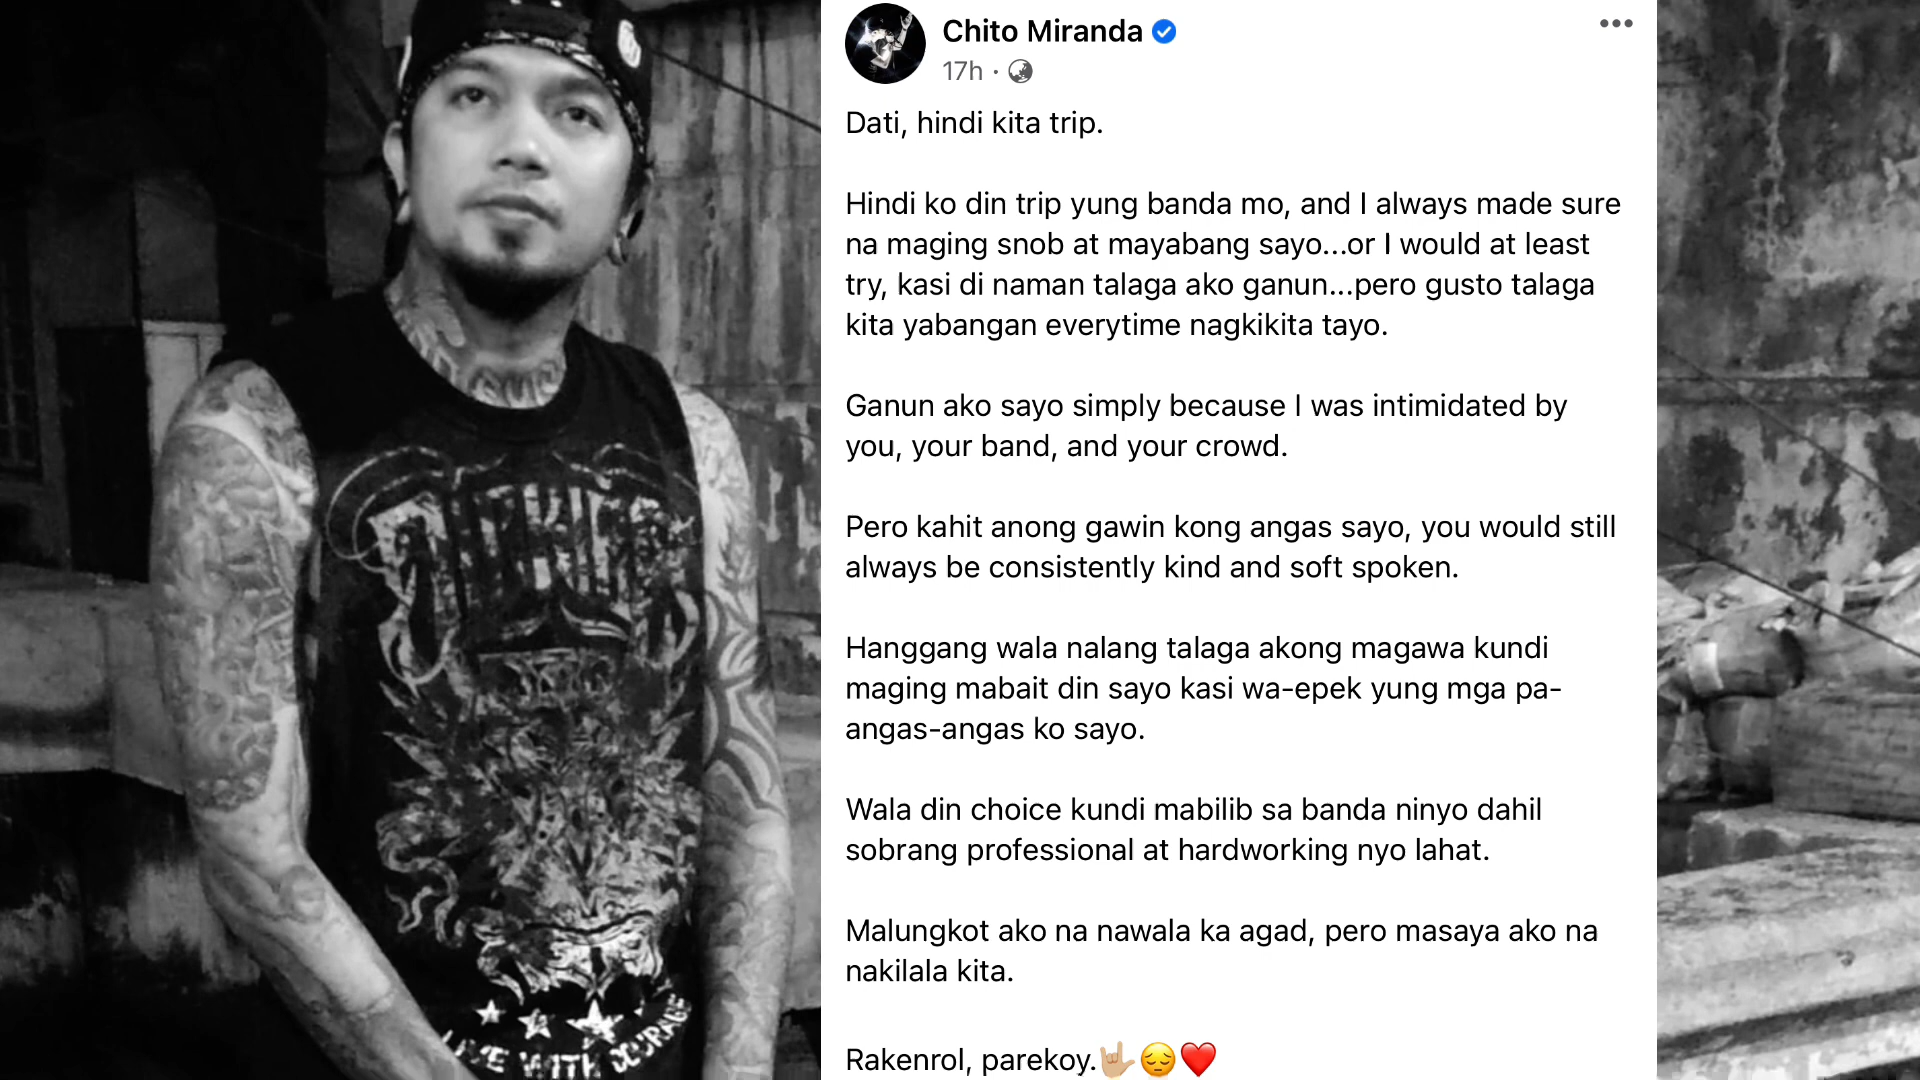 Chito Miranda
17h
Dati, hindi kita trip.
Hindi ko din trip yung banda mo, and I always made sure
na maging snob at mayabang sayo...or I would at least
try, kasi di naman talaga ako ganun...pero gusto talaga
kita yabangan everytime nagkikita tayo.
Ganun ako sayo simply because I was intimidated by
you, your band, and your crowd.
Pero kahit anong gawin kong angas sayo, you would still
always be consistently kind and soft spoken.
Hanggang wala nalang talaga akong magawa kundi
maging mabait din sayo kasi wa-epek yung mga pa-
angas-angas ko sayo.
Wala din choice kundi mabilib sa banda ninyo dahil
sobrang professional at hardworking nyo lahat.
Malungkot ako na nawala ka agad, pero masaya ako na
nakilala kita.
Rakenrol, parekoy.🤟🏼😔❤️
LIVE WITH COURAGE